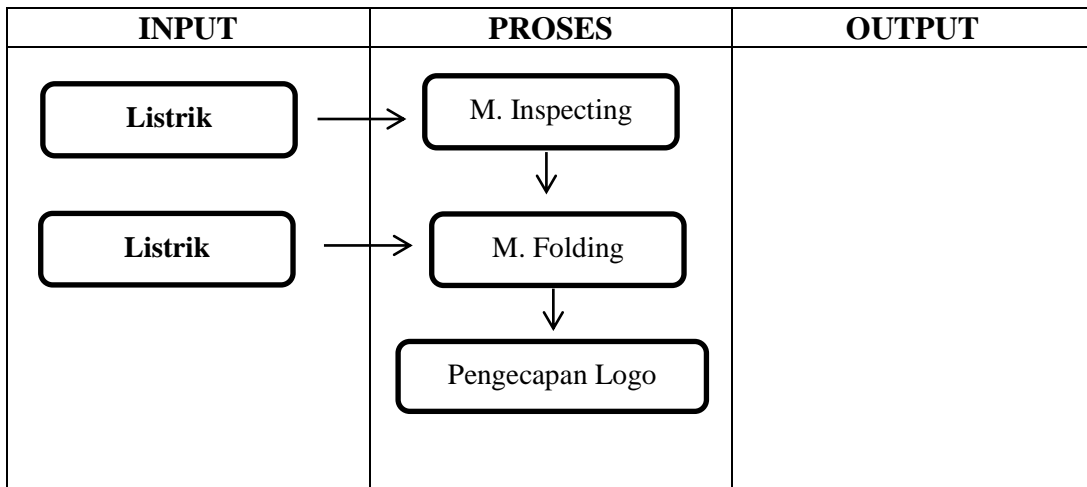 INPUT PROSES OUTPUT
Listrik M. Inspecting
Listrik M. Folding
Pengecapan Logo